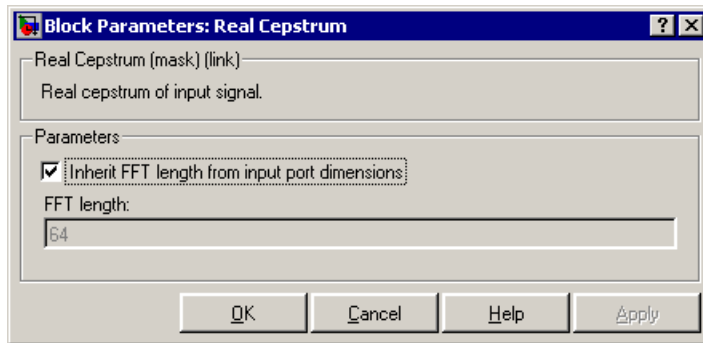 Block Parameters: Real Cepstrum
Real Cepstrum (mask) (link)
Real cepstrum of input signal.
Parameters
Inherit FFT length from input port dimensions
FFT length:
64
OK Cancel Help Apply